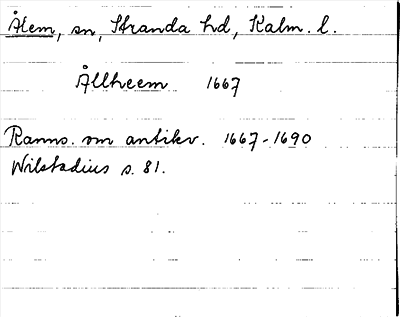 Ålem, sn, Stranda hd, Kalm. l.
Ållheem 1667
Ranns. om antikv. 1667-1690
Wilstadius s. 81.